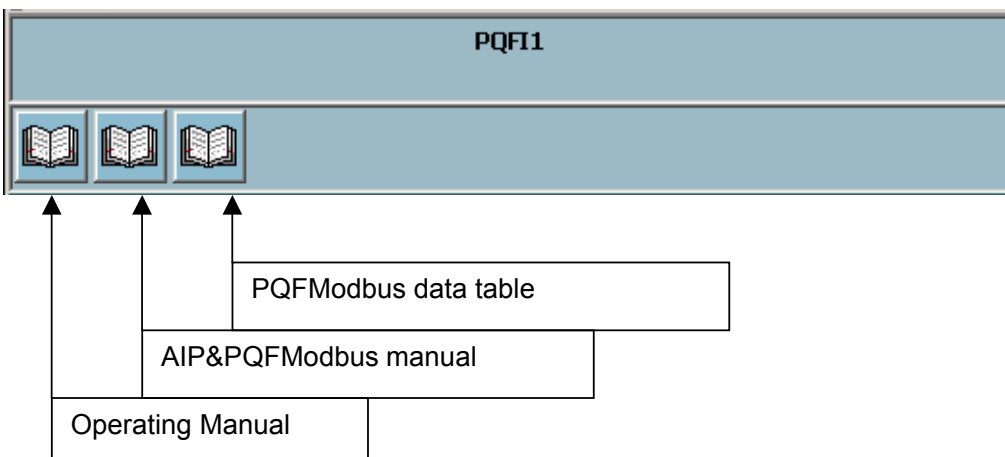 PQFI1
PQFModbus data table
AIP&PQFModbus manual
Operating Manual